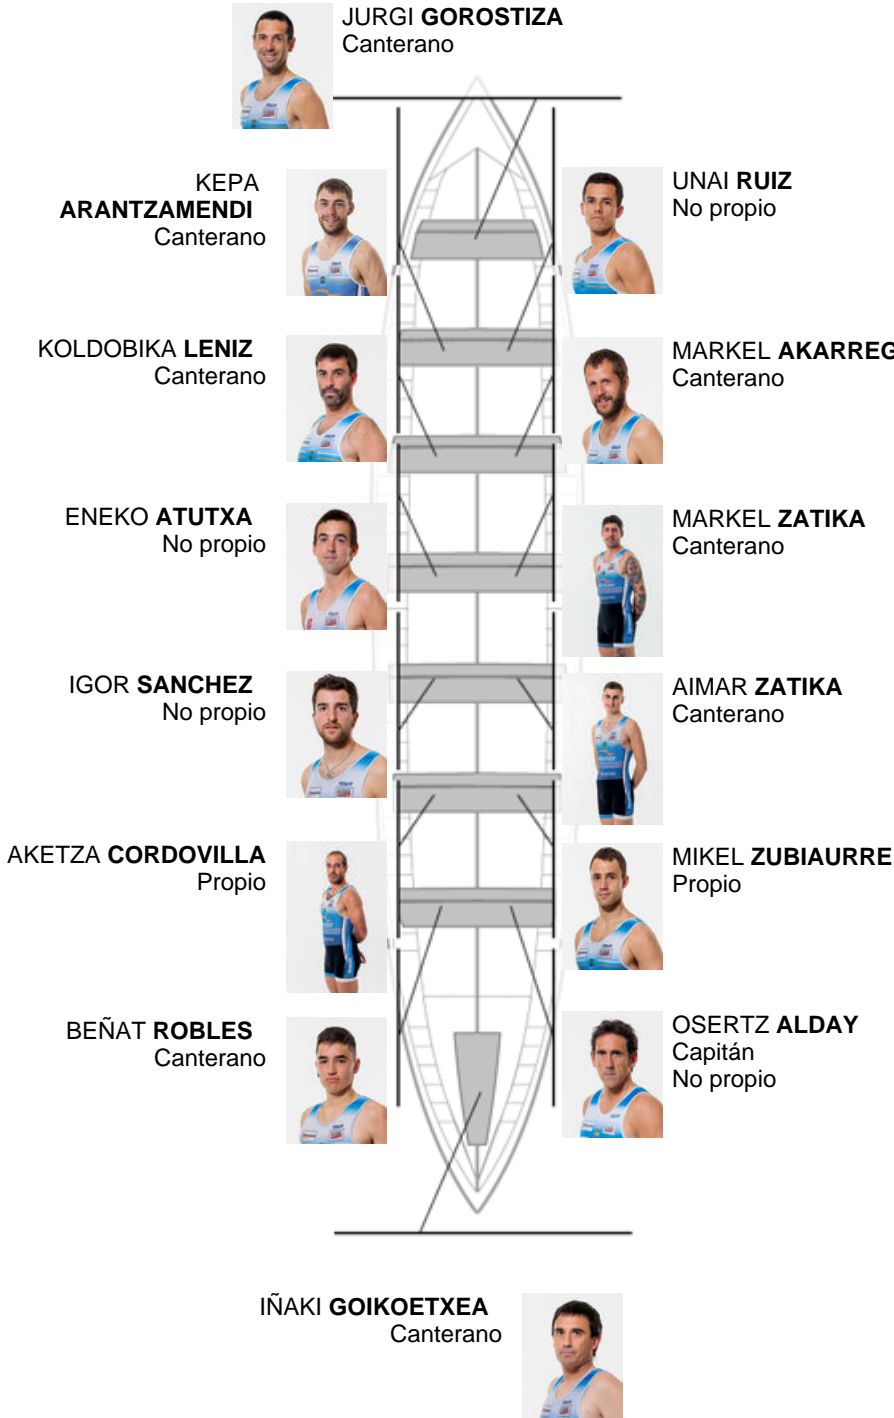 JURGI GOROSTIZA
Canterano
KEPA
ARANTZAMENDI
Canterano
UNAI RUIZ
No propio
KOLDOBIKA LENIZ
Canterano
MARKEL AKARREG
Canterano
ENEKO ATUTXA
No propio
MARKEL ZATIKA
Canterano
IGOR SANCHEZ
No propio
AIMAR ZATIKA
Canterano
AKETZA CORDOVILLA
Propio
MIKEL ZUBIAURRE
Propio
BEÑAT ROBLES
Canterano
OSERTZ ALDAY
Capitán
No propio
IÑAKI GOIKOETXEA
Canterano